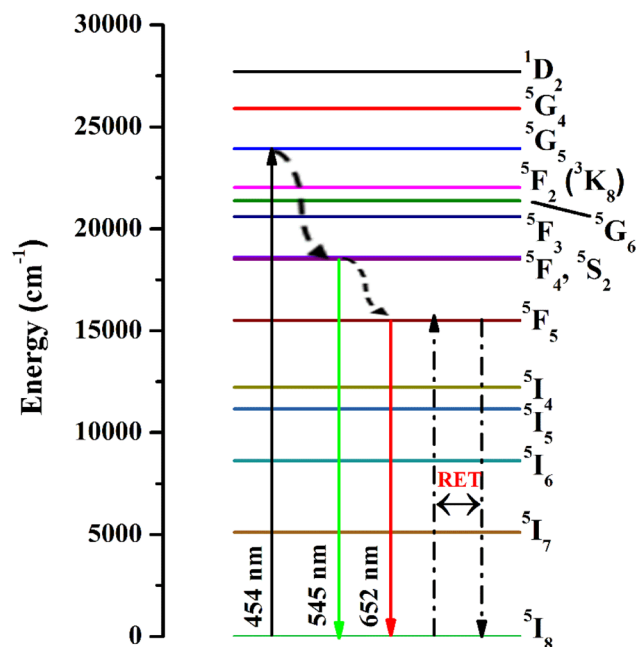 30000
25000
20000
15000
10000
5000
0
Energy (cm⁻¹)
¹D₂
⁵G₂
⁵G₄
⁵G₅
⁵F₂ (³K₈)
⁵G₆
⁵F₃
⁵F₄, ⁵S₂
⁵F₅
⁵I₄
⁵I₅
⁵I₆
⁵I₇
⁵I₈
RET
454 nm
545 nm
652 nm